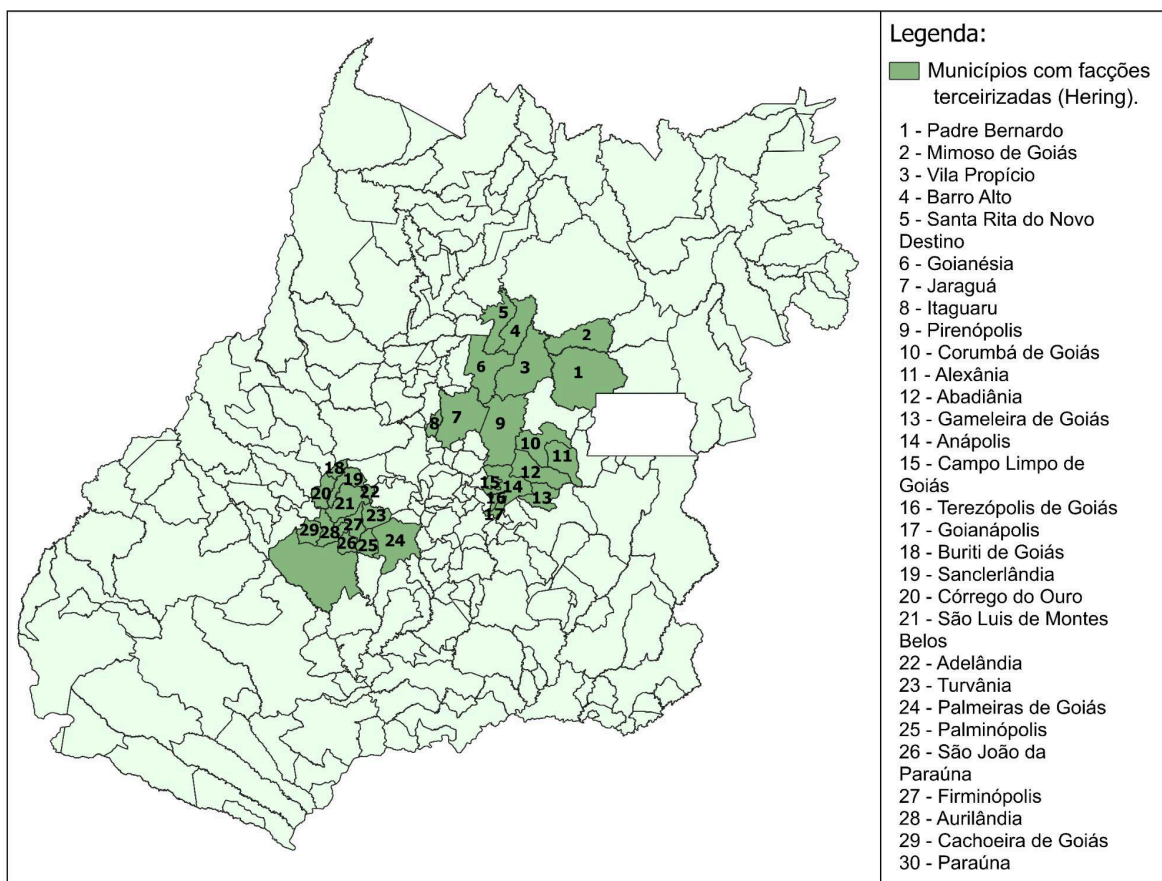 Legenda:
Municípios com facções
terceirizadas (Hering).
1 - Padre Bernardo
2 - Mimoso de Goiás
3 - Vila Propício
4 - Barro Alto
5 - Santa Rita do Novo
Destino
6 - Goianésia
7 - Jaraguá
8 - Itaguaru
9 - Pirenópolis
10 - Corumbá de Goiás
11 - Alexânia
12 - Abadiânia
13 - Gameleira de Goiás
14 - Anápolis
15 - Campo Limpo de
Goiás
16 - Terezópolis de Goiás
17 - Goianápolis
18 - Buriti de Goiás
19 - Sanclerlândia
20 - Córrego do Ouro
21 - São Luis de Montes
Belos
22 - Adelândia
23 - Turvânia
24 - Palmeiras de Goiás
25 - Palminópolis
26 - São João da
Paraúna
27 - Firminópolis
28 - Aurilândia
29 - Cachoeira de Goiás
30 - Paraúna
5
4
2
3
6
1
7
8
9
10
11
12
15
14
13
16
17
18
19
20
22
21
23
27
29
28
24
26
25